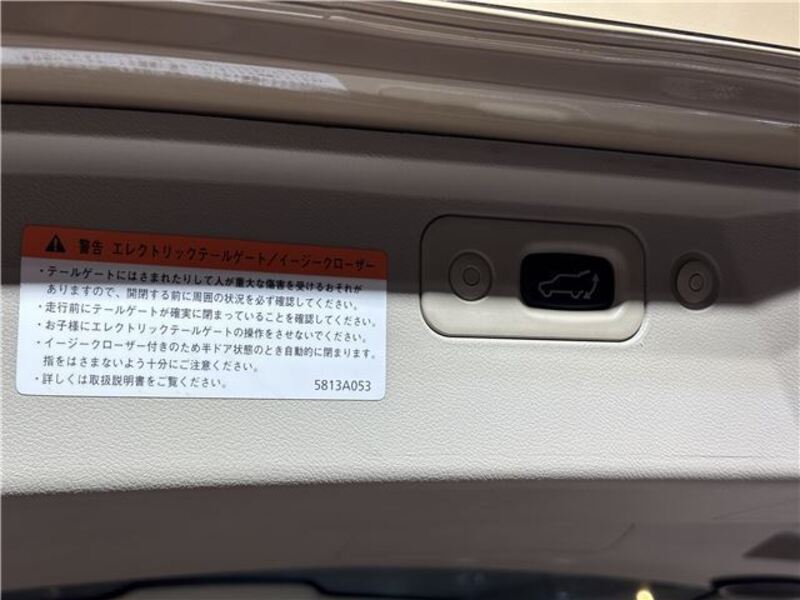 警告 エレクトリックテールゲート／イージークローザー
・テールゲートにはさまれたりして人が重大な傷害を受けるおそれが
ありますので、開閉する前に周囲の状況を必ず確認してください。
・走行前にテールゲートが確実に閉まっていることを確認してください。
・お子様にエレクトリックテールゲートの操作をさせないでください。
・イージークローザー付きのため半ドア状態のとき自動的に閉まります。
指をはさまないよう十分にご注意ください。
・詳しくは取扱説明書をご覧ください。
5813A053